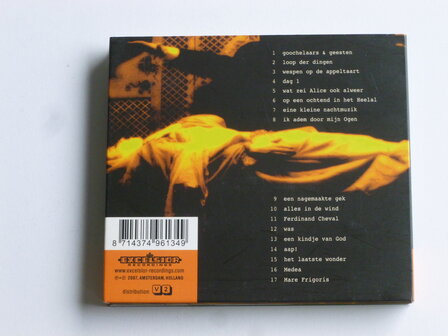 1 goochelaars & geesten
2 loop der dingen
3 wespen op de appeltaart
4 dag 1
5 wat zei Alice ook alweer
6 op een ochtend in het Heelal
7 eine kleine nachtmuzik
8 ik adem door mijn Ogen
9 een nagemaakte gek
10 alles in de wind
11 Ferdinand Cheval
12 was
13 een kindje van God
14 aap!
15 het laatste wonder
16 Medea
17 Mare Frigoris
8 714374 961349
EXCELSIOR
RECORDINGS
www.excelsior-recordings.com
℗+© 2007, AMSTERDAM, HOLLAND
distribution V2